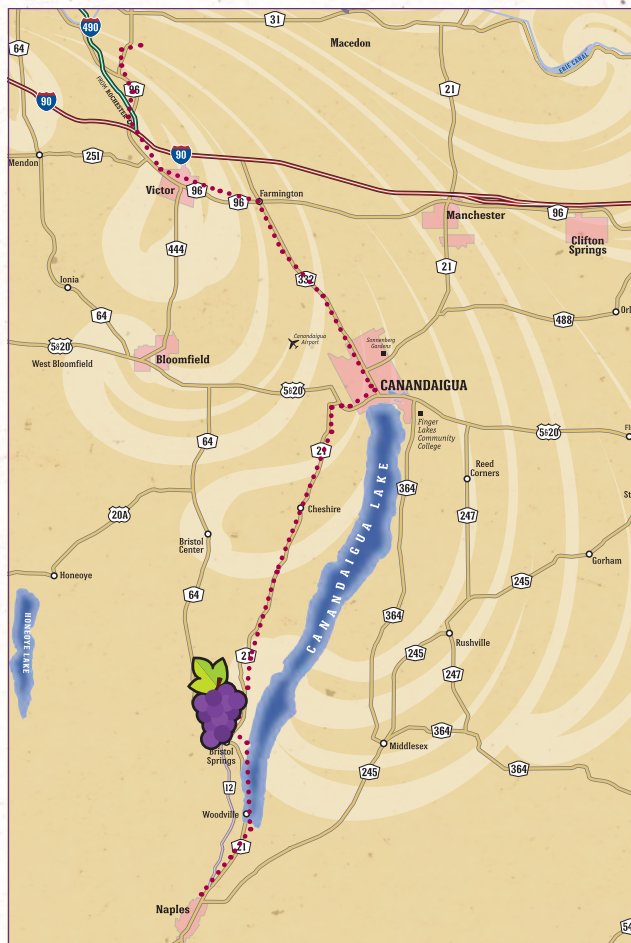 490
31
64
Macedon
ERIE CANAL
96
21
FROM ROCHESTER
90
90
251
Mendon
Victor
96
96
Farmington
96
Manchester
Clifton
Springs
444
21
Ionia
332
64
488
5&20
West Bloomfield
Bloomfield
Canandaigua
Airport
Sonnenberg
Gardens
CANANDAIGUA
5&20
Finger
Lakes
Community
College
5&20
64
21
Reed
Corners
364
20A
247
Cheshire
CANANDAIGUA LAKE
Bristol
Center
Gorham
Honeoye
245
64
HONEOYE LAKE
364
Rushville
21
245
247
364
Bristol
Springs
Middlesex
364
245
12
Woodville
21
Naples